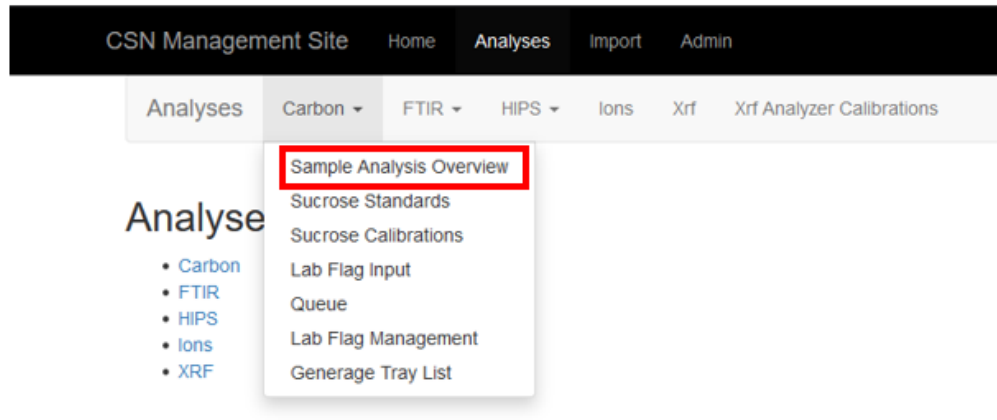 CSN Management Site Home Analyses Import Admin
Analyses Carbon FTIR HIPS Ions Xrf Xrf Analyzer Calibrations
Sample Analysis Overview
Sucrose Standards
Sucrose Calibrations
Lab Flag Input
Queue
Lab Flag Management
Generage Tray List
Analyse
• Carbon
• FTIR
• HIPS
• Ions
• XRF